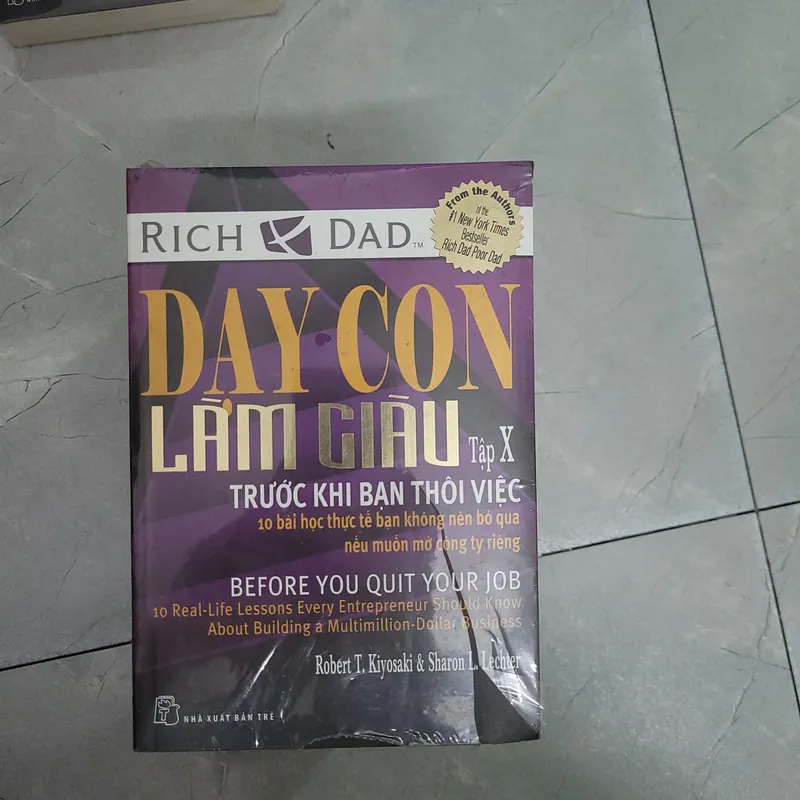 RICH DAD™
From the Authors
of the
#1 New York Times
Bestseller
Rich Dad Poor Dad
DẠY CON
LÀM GIÀU Tập X
TRƯỚC KHI BẠN THÔI VIỆC
10 bài học thực tế bạn không nên bỏ qua
nếu muốn mở công ty riêng
BEFORE YOU QUIT YOUR JOB
10 Real-Life Lessons Every Entrepreneur Should Know
About Building a Multimillion-Dollar Business
Robert T. Kiyosaki & Sharon L. Lechter
NHÀ XUẤT BẢN TRẺ